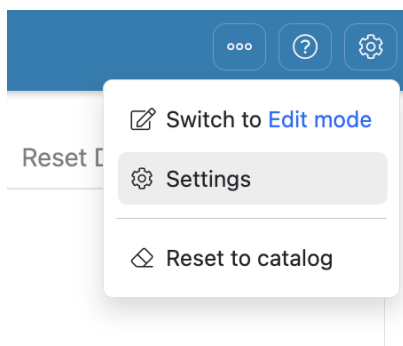 Switch to Edit mode
Reset D
Settings
Reset to catalog